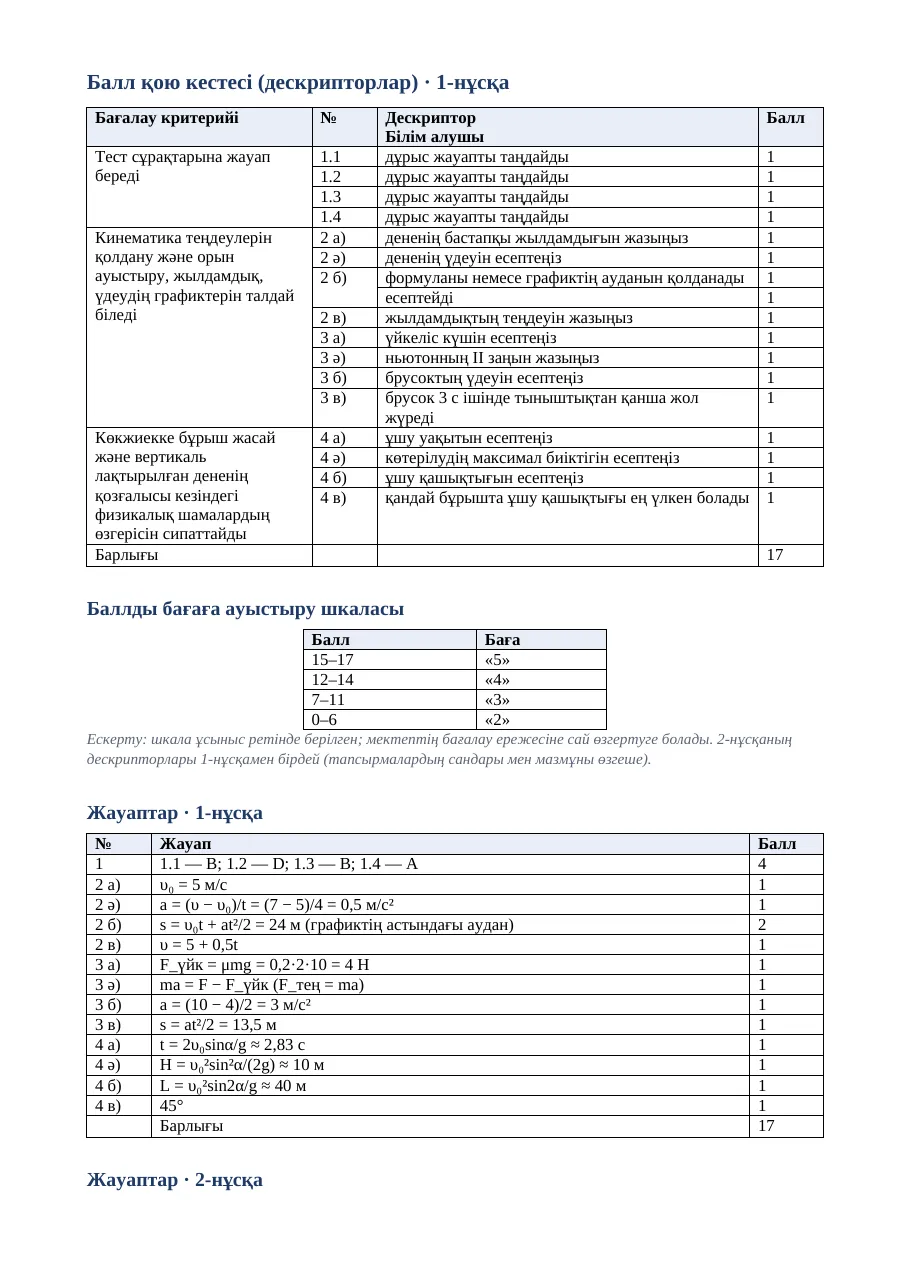 Балл қою кестесі (дескрипторлар) · 1-нұсқа
Бағалау критерийі № Дескриптор Балл
Білім алушы
Тест сұрақтарына жауап 1.1 дұрыс жауапты таңдайды 1
береді 1.2 дұрыс жауапты таңдайды 1
1.3 дұрыс жауапты таңдайды 1
1.4 дұрыс жауапты таңдайды 1
Кинематика теңдеулерін 2 а) дененің бастапқы жылдамдығын жазыңыз 1
қолдану және орын 2 ә) дененің үдеуін есептеңіз 1
ауыстыру, жылдамдық, 2 б) формуланы немесе графиктің ауданын қолданады 1
үдеудің графиктерін талдай есептейді 1
біледі 2 в) жылдамдықтың теңдеуін жазыңыз 1
3 а) үйкеліс күшін есептеңіз 1
3 ә) ньютонның II заңын жазыңыз 1
3 б) брусоктың үдеуін есептеңіз 1
3 в) брусок 3 с ішінде тыныштықтан қанша жол 1
жүреді
Көкжиекке бұрыш жасай 4 а) ұшу уақытын есептеңіз 1
және вертикаль 4 ә) көтерілудің максимал биіктігін есептеңіз 1
лақтырылған дененің 4 б) ұшу қашықтығын есептеңіз 1
қозғалысы кезіндегі 4 в) қандай бұрышта ұшу қашықтығы ең үлкен болады 1
физикалық шамалардың
өзгерісін сипаттайды
Барлығы 17
Баллды бағаға ауыстыру шкаласы
Балл Баға
15–17 «5»
12–14 «4»
7–11 «3»
0–6 «2»
Ескерту: шкала ұсыныс ретінде берілген; мектептің бағалау ережесіне сай өзгертуге болады. 2-нұсқаның
дескрипторлары 1-нұсқамен бірдей (тапсырмалардың сандары мен мазмұны өзгеше).
Жауаптар · 1-нұсқа
№ Жауап Балл
1 1.1 — B; 1.2 — D; 1.3 — B; 1.4 — A 4
2 а) υ₀ = 5 м/с 1
2 ә) a = (υ − υ₀)/t = (7 − 5)/4 = 0,5 м/с² 1
2 б) s = υ₀t + at²/2 = 24 м (графиктің астындағы аудан) 2
2 в) υ = 5 + 0,5t 1
3 а) F_үйк = μmg = 0,2·2·10 = 4 Н 1
3 ә) ma = F − F_үйк (F_тең = ma) 1
3 б) a = (10 − 4)/2 = 3 м/с² 1
3 в) s = at²/2 = 13,5 м 1
4 а) t = 2υ₀sinα/g ≈ 2,83 с 1
4 ә) H = υ₀²sin²α/(2g) ≈ 10 м 1
4 б) L = υ₀²sin2α/g ≈ 40 м 1
4 в) 45° 1
Барлығы 17
Жауаптар · 2-нұсқа